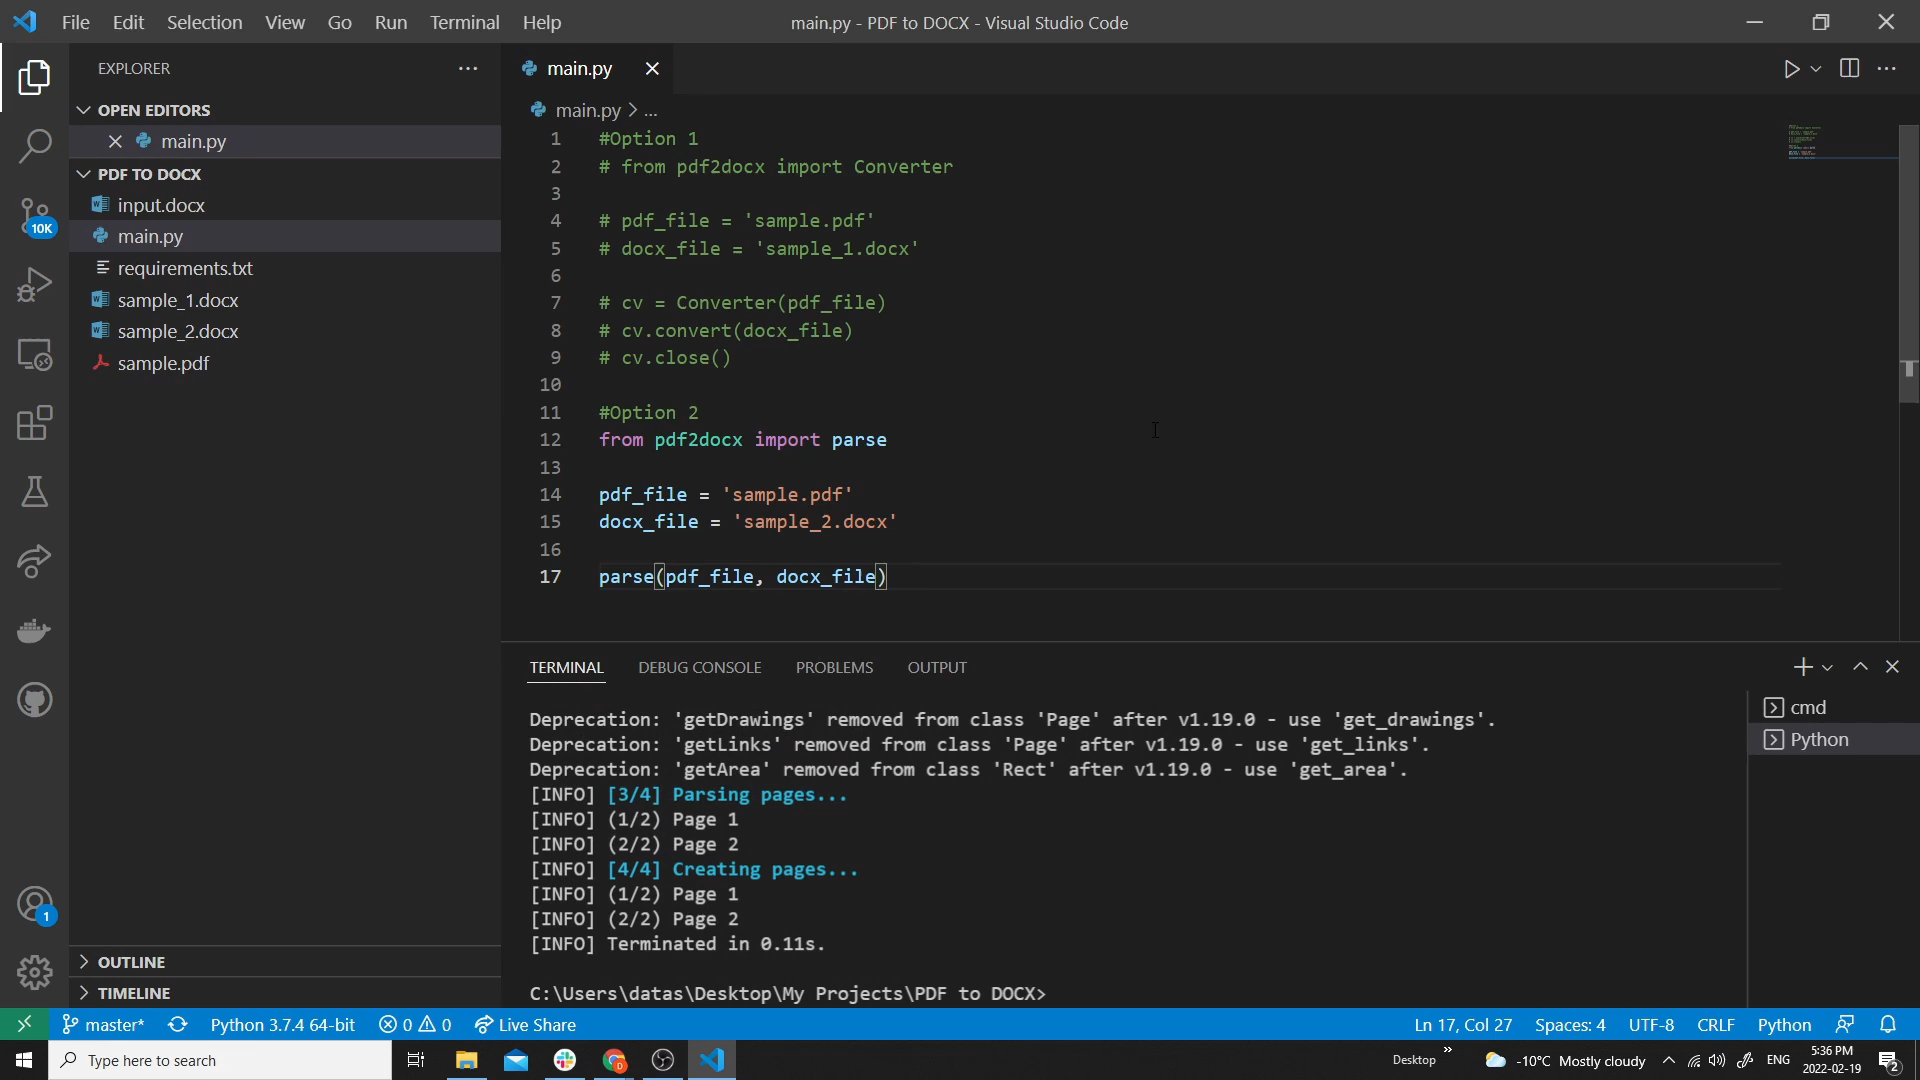 File Edit Selection View Go Run Terminal Help
main.py - PDF to DOCX - Visual Studio Code
EXPLORER
OPEN EDITORS
main.py
PDF TO DOCX
input.docx
main.py
requirements.txt
sample_1.docx
sample_2.docx
sample.pdf
OUTLINE
TIMELINE
10K
1
main.py
main.py > ...
1 #Option 1
2 # from pdf2docx import Converter
3
4 # pdf_file = 'sample.pdf'
5 # docx_file = 'sample_1.docx'
6
7 # cv = Converter(pdf_file)
8 # cv.convert(docx_file)
9 # cv.close()
10
11 #Option 2
12 from pdf2docx import parse
13
14 pdf_file = 'sample.pdf'
15 docx_file = 'sample_2.docx'
16
17 parse(pdf_file, docx_file)
TERMINAL DEBUG CONSOLE PROBLEMS OUTPUT
Deprecation: 'getDrawings' removed from class 'Page' after v1.19.0 - use 'get_drawings'.
Deprecation: 'getLinks' removed from class 'Page' after v1.19.0 - use 'get_links'.
Deprecation: 'getArea' removed from class 'Rect' after v1.19.0 - use 'get_area'.
[INFO] [3/4] Parsing pages...
[INFO] (1/2) Page 1
[INFO] (2/2) Page 2
[INFO] [4/4] Creating pages...
[INFO] (1/2) Page 1
[INFO] (2/2) Page 2
[INFO] Terminated in 0.11s.
C:\Users\datas\Desktop\My Projects\PDF to DOCX>
cmd
Python
master* Python 3.7.4 64-bit 0 0 Live Share
Ln 17, Col 27 Spaces: 4 UTF-8 CRLF Python
Type here to search
Desktop »
-10°C Mostly cloudy
ENG
5:36 PM
2022-02-19
2